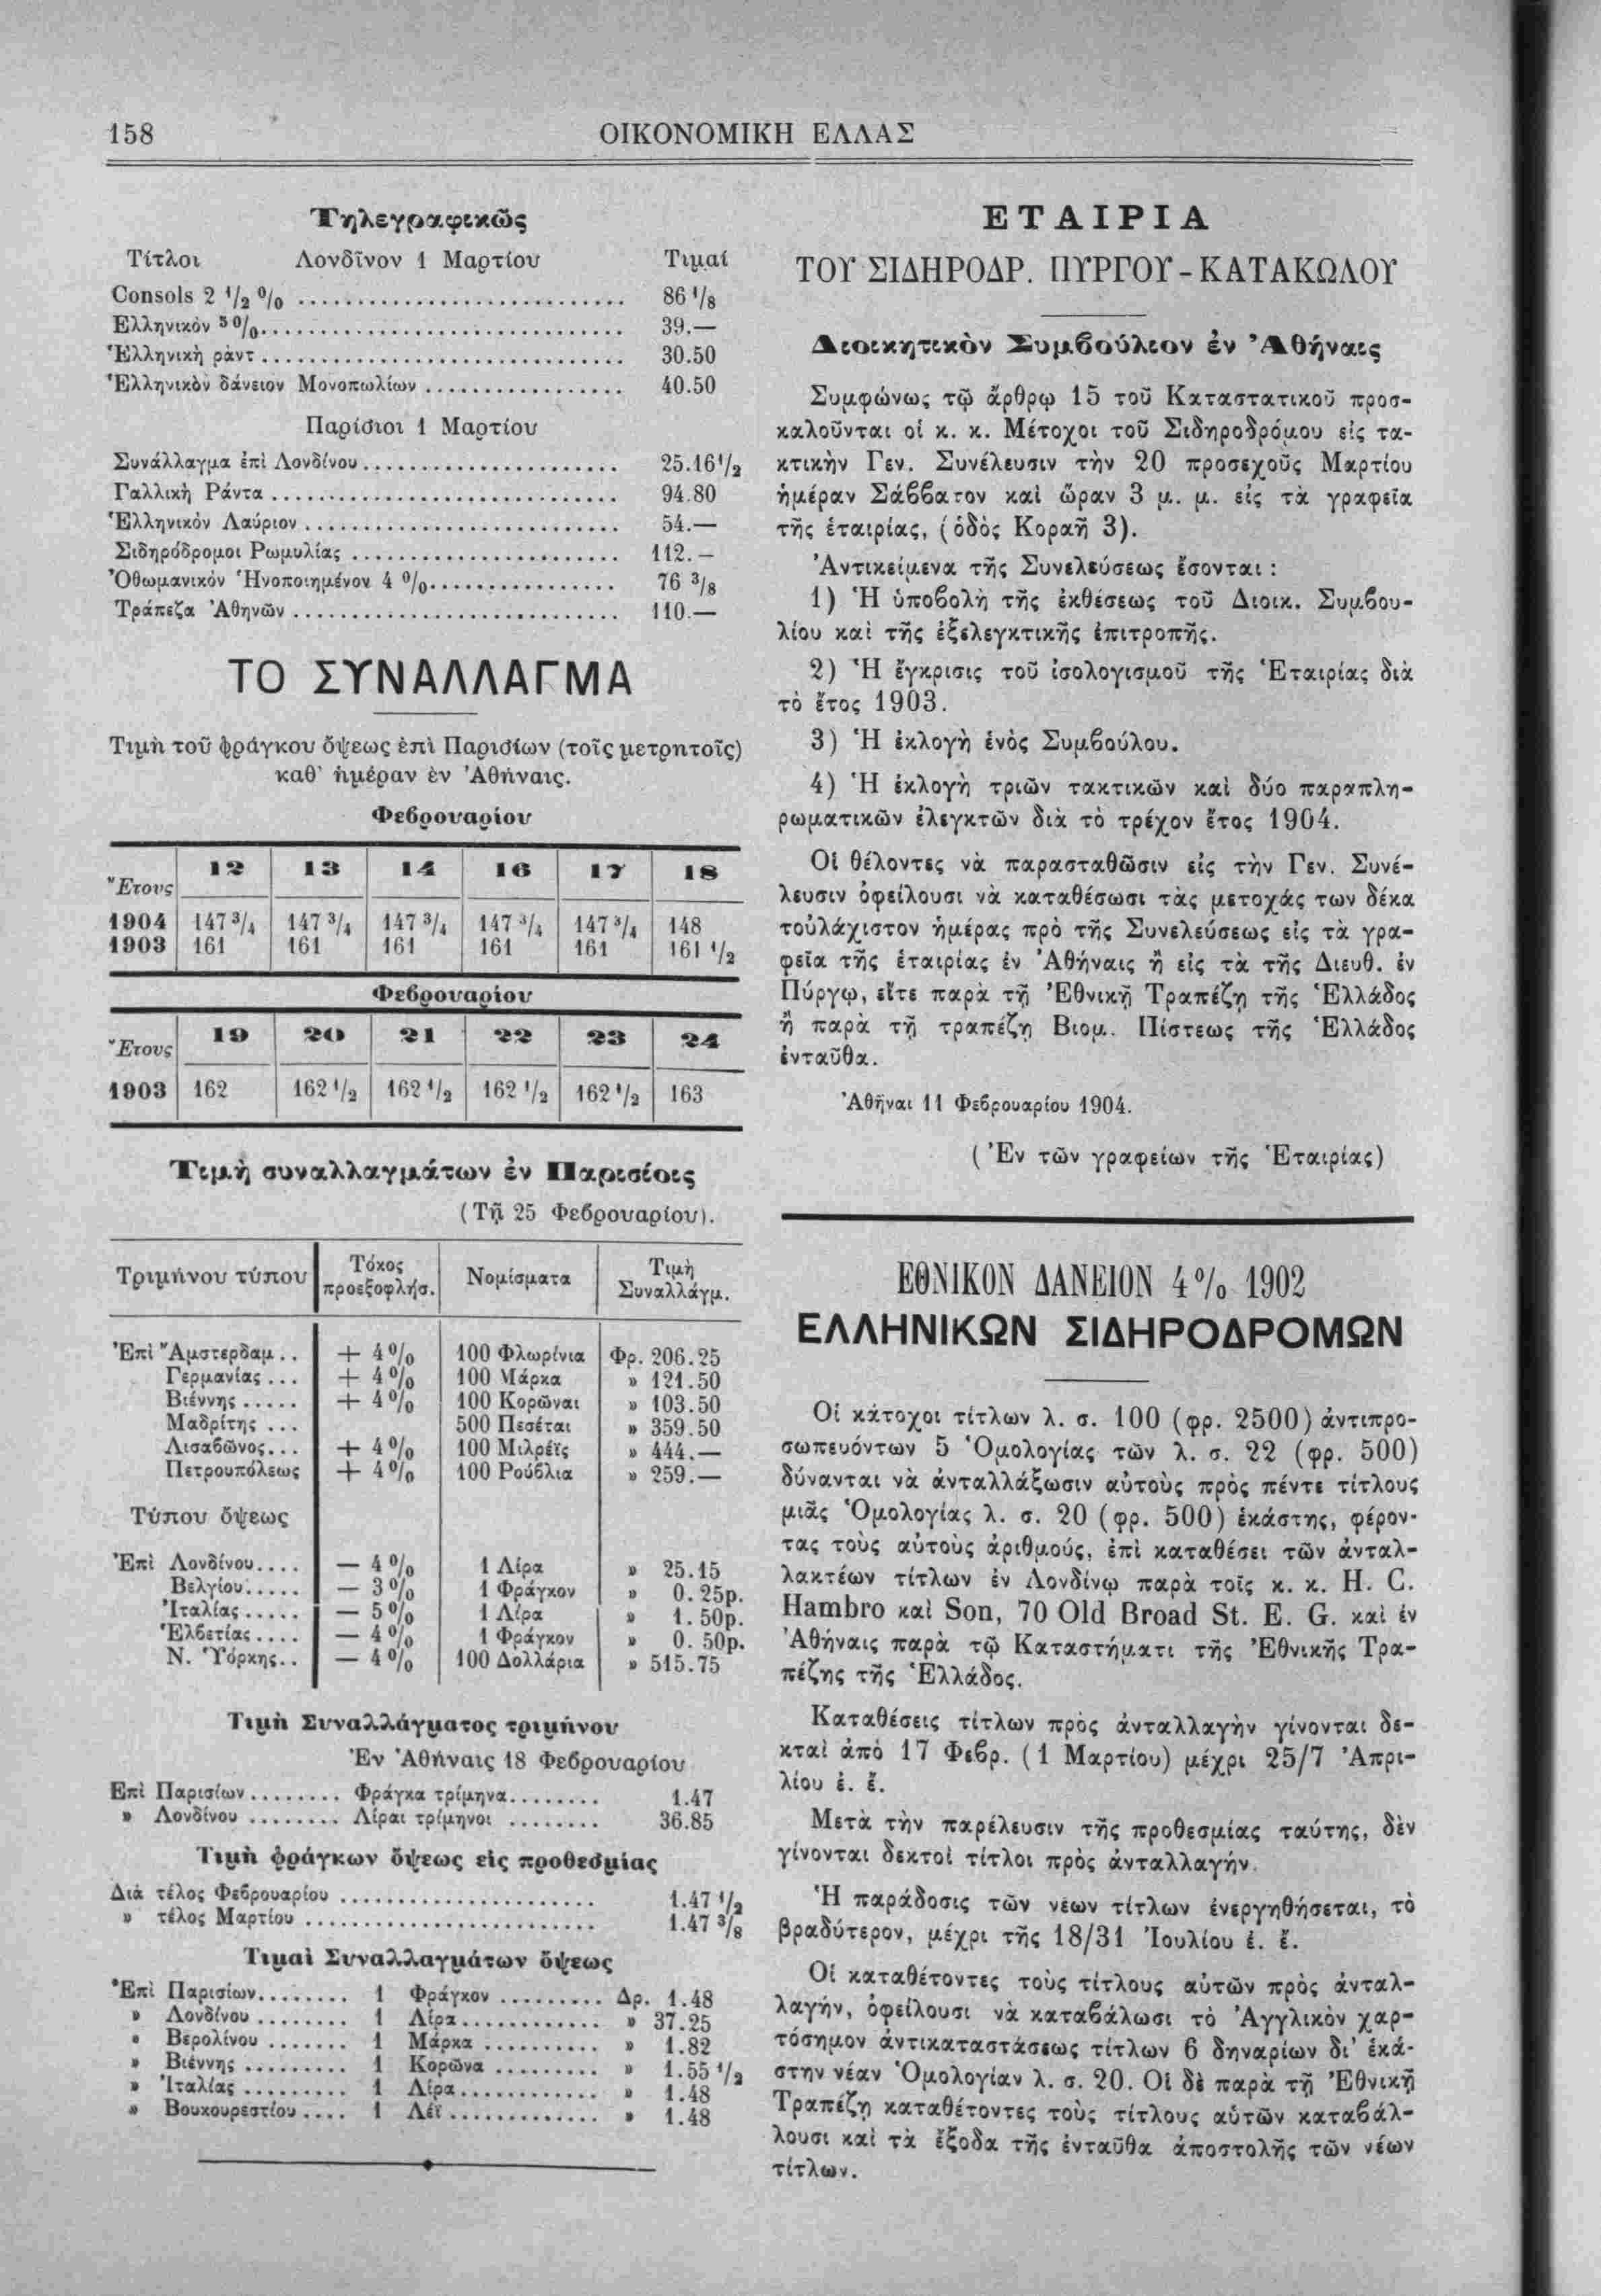 158
ΟΙΚΟΝΟΜΙΚΗ ΕΛΛΑΣ
Τηλεγραφικῶς
Τίτλοι Λονδῖνον 1 Μαρτίου Τιμαί
Consols 2 1/2 % ............ 86 1/8
Ἑλληνικὸν 5%............ 39.—
Ἑλληνικὴ ράντ ............ 30.50
Ἑλληνικὸν δάνειον Μονοπωλίων ............ 40.50
Παρίσιοι 1 Μαρτίου
Συνάλλαγμα ἐπὶ Λονδίνου ............ 25.16 1/2
Γαλλικὴ Ράντα ............ 94.80
Ἑλληνικόν Λαύριον ............ 54.—
Σιδηρόδρομοι Ρωμυλίας ............ 112.—
Ὀθωμανικόν Ἡνοποιημένον 4 %............ 76 3/8
Τράπεζα Ἀθηνῶν ............ 110.—
ΤΟ ΣΥΝΑΛΛΑΓΜΑ
Τιμὴ τοῦ φράγκου ὄψεως ἐπὶ Παρισίων (τοῖς μετρητοῖς)
καθ' ἡμέραν ἐν Ἀθήναις.
Φεβρουαρίου
Ἔτους 12 13 14 16 17 18
1904 147 3/4 147 3/4 147 3/4 147 3/4 147 3/4 148
1903 161 161 161 161 161 161 1/2
Φεβρουαρίου
Ἔτους 19 20 21 22 23 24
1903 162 162 1/2 162 1/2 162 1/2 162 1/2 163
Τιμὴ συναλλαγμάτων ἐν Παρισίοις
(Τῇ 25 Φεβρουαρίου).
Τριμήνου τύπου Τόκος προεξοφλήσ. Νομίσματα Τιμὴ Συναλλάγμ.
Ἐπὶ Ἄμστερδαμ.. + 4% 100 Φλωρίνια Φρ. 206.25
Γερμανίας ... + 4% 100 Μάρκα » 121.50
Βιέννης ..... + 4% 100 Κορῶναι » 103.50
Μαδρίτης ... 500 Πεσέται » 359.50
Λισαβῶνος... + 4% 100 Μιλρέϊς » 444.—
Πετρουπόλεως + 4% 100 Ρούβλια » 259.—
Τύπου ὄψεως
Ἐπὶ Λονδίνου.... — 4% 1 Λίρα » 25.15
Βελγίου..... — 3% 1 Φράγκον » 0.25p.
Ἰταλίας ..... — 5% 1 Λίρα » 1.50p.
Ἑλβετίας .... — 4% 1 Φράγκον » 0.50p.
Ν. Ὑόρκης.. — 4% 100 Δολλάρια » 515.75
Τιμὴ Συναλλάγματος τριμήνου
Ἐν Ἀθήναις 18 Φεβρουαρίου
Ἐπὶ Παρισίων ........ Φράγκα τρίμηνα........ 1.47
» Λονδίνου ........ Λίραι τρίμηνοι ........ 36.85
Τιμὴ φράγκων ὄψεως εἰς προθεσμίας
Διὰ τέλος Φεβρουαρίου ............ 1.47 1/2
» τέλος Μαρτίου ............ 1.47 3/8
Τιμαὶ Συναλλαγμάτων ὄψεως
Ἐπὶ Παρισίων........ 1 Φράγκον ......... Δρ. 1.48
» Λονδίνου ........ 1 Λίρα............ » 37.25
» Βερολίνου ....... 1 Μάρκα .......... » 1.82
» Βιέννης ......... 1 Κορῶνα ......... » 1.55 1/2
» Ἰταλίας ......... 1 Λίρα............ » 1.48
» Βουκουρεστίου .... 1 Λέϊ ............. » 1.48
ΕΤΑΙΡΙΑ
ΤΟΥ ΣΙΔΗΡΟΔΡ. ΠΥΡΓΟΥ - ΚΑΤΑΚΩΛΟΥ
Διοικητικὸν Συμβούλιον ἐν Ἀθήναις
Συμφώνως τῷ ἄρθρῳ 15 τοῦ Καταστατικοῦ προσ-
καλοῦνται οἱ κ. κ. Μέτοχοι τοῦ Σιδηροδρόμου εἰς τα-
κτικὴν Γεν. Συνέλευσιν τὴν 20 προσεχοῦς Μαρτίου
ἡμέραν Σάββατον καὶ ὥραν 3 μ. μ. εἰς τὰ γραφεῖα
τῆς ἑταιρίας, (ὁδὸς Κοραῆ 3).
Ἀντικείμενα τῆς Συνελεύσεως ἔσονται :
1) Ἡ ὑποβολὴ τῆς ἐκθέσεως τοῦ Διοικ. Συμβου-
λίου καὶ τῆς ἐξελεγκτικῆς ἐπιτροπῆς.
2) Ἡ ἔγκρισις τοῦ ἰσολογισμοῦ τῆς Ἑταιρίας διὰ
τὸ ἔτος 1903.
3) Ἡ ἐκλογὴ ἑνὸς Συμβούλου.
4) Ἡ ἐκλογὴ τριῶν τακτικῶν καὶ δύο παραπλη-
ρωματικῶν ἐλεγκτῶν διὰ τὸ τρέχον ἔτος 1904.
Οἱ θέλοντες νὰ παρασταθῶσιν εἰς τὴν Γεν. Συνέ-
λευσιν ὀφείλουσι νὰ καταθέσωσι τὰς μετοχάς των δέκα
τοὐλάχιστον ἡμέρας πρὸ τῆς Συνελεύσεως εἰς τὰ γρα-
φεῖα τῆς ἑταιρίας ἐν Ἀθήναις ἢ εἰς τὰ τῆς Διευθ. ἐν
Πύργῳ, εἴτε παρὰ τῇ Ἐθνικῇ Τραπέζῃ τῆς Ἑλλάδος
ἢ παρὰ τῇ τραπέζῃ Βιομ. Πίστεως τῆς Ἑλλάδος
ἐνταῦθα.
Ἀθῆναι 11 Φεβρουαρίου 1904.
(Ἐν τῶν γραφείων τῆς Ἑταιρίας)
ΕΘΝΙΚΟΝ ΔΑΝΕΙΟΝ 4% 1902
ΕΛΛΗΝΙΚΩΝ ΣΙΔΗΡΟΔΡΟΜΩΝ
Οἱ κάτοχοι τίτλων λ. σ. 100 (φρ. 2500) ἀντιπρο-
σωπευόντων 5 Ὁμολογίας τῶν λ. σ. 22 (φρ. 500)
δύνανται νὰ ἀνταλλάξωσιν αὐτοὺς πρὸς πέντε τίτλους
μιᾶς Ὁμολογίας λ. σ. 20 (φρ. 500) ἑκάστης, φέρον-
τας τοὺς αὐτοὺς ἀριθμούς, ἐπὶ καταθέσει τῶν ἀνταλ-
λακτέων τίτλων ἐν Λονδίνῳ παρὰ τοῖς κ. κ. H. C.
Hambro καὶ Son, 70 Old Broad St. E. G. καὶ ἐν
Ἀθήναις παρὰ τῷ Καταστήματι τῆς Ἐθνικῆς Τρα-
πέζης τῆς Ἑλλάδος.
Καταθέσεις τίτλων πρὸς ἀνταλλαγὴν γίνονται δε-
κταὶ ἀπὸ 17 Φεβρ. (1 Μαρτίου) μέχρι 25/7 Ἀπρι-
λίου ἐ. ἔ.
Μετὰ τὴν παρέλευσιν τῆς προθεσμίας ταύτης, δὲν
γίνονται δεκτοὶ τίτλοι πρὸς ἀνταλλαγήν.
Ἡ παράδοσις τῶν νέων τίτλων ἐνεργηθήσεται, τὸ
βραδύτερον, μέχρι τῆς 18/31 Ἰουλίου ἐ. ἔ.
Οἱ καταθέτοντες τοὺς τίτλους αὐτῶν πρὸς ἀνταλ-
λαγήν, ὀφείλουσι νὰ καταβάλωσι τὸ Ἀγγλικὸν χαρ-
τόσημον ἀντικαταστάσεως τίτλων 6 δηναρίων δι' ἑκά-
στην νέαν Ὁμολογίαν λ. σ. 20. Οἱ δὲ παρὰ τῇ Ἐθνικῇ
Τραπέζῃ καταθέτοντες τοὺς τίτλους αὐτῶν καταβάλ-
λουσι καὶ τὰ ἔξοδα τῆς ἐνταῦθα ἀποστολῆς τῶν νέων
τίτλων.